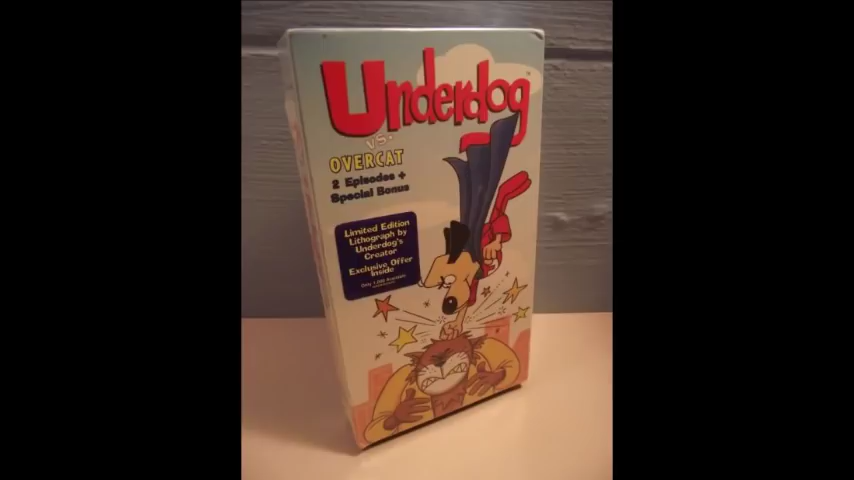 Underdog
VS.
OVERCAT
2 Episodes +
Special Bonus
Limited Edition
Lithograph by
Underdog's
Creator
Exclusive Offer
Inside